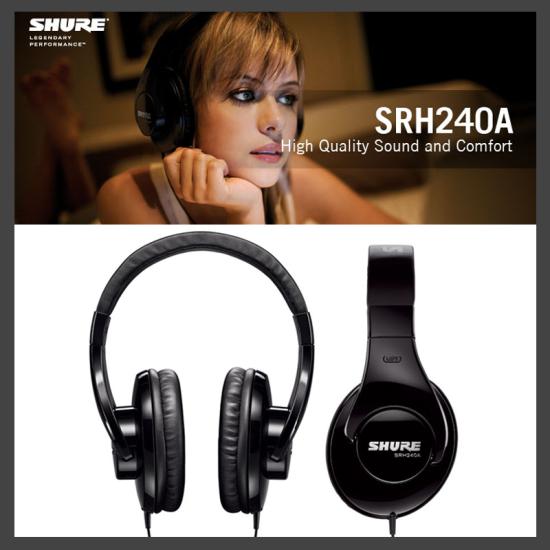 SHURE
LEGENDARY
PERFORMANCE™
SRH240A
High Quality Sound and Comfort
SHURE
SRH240A